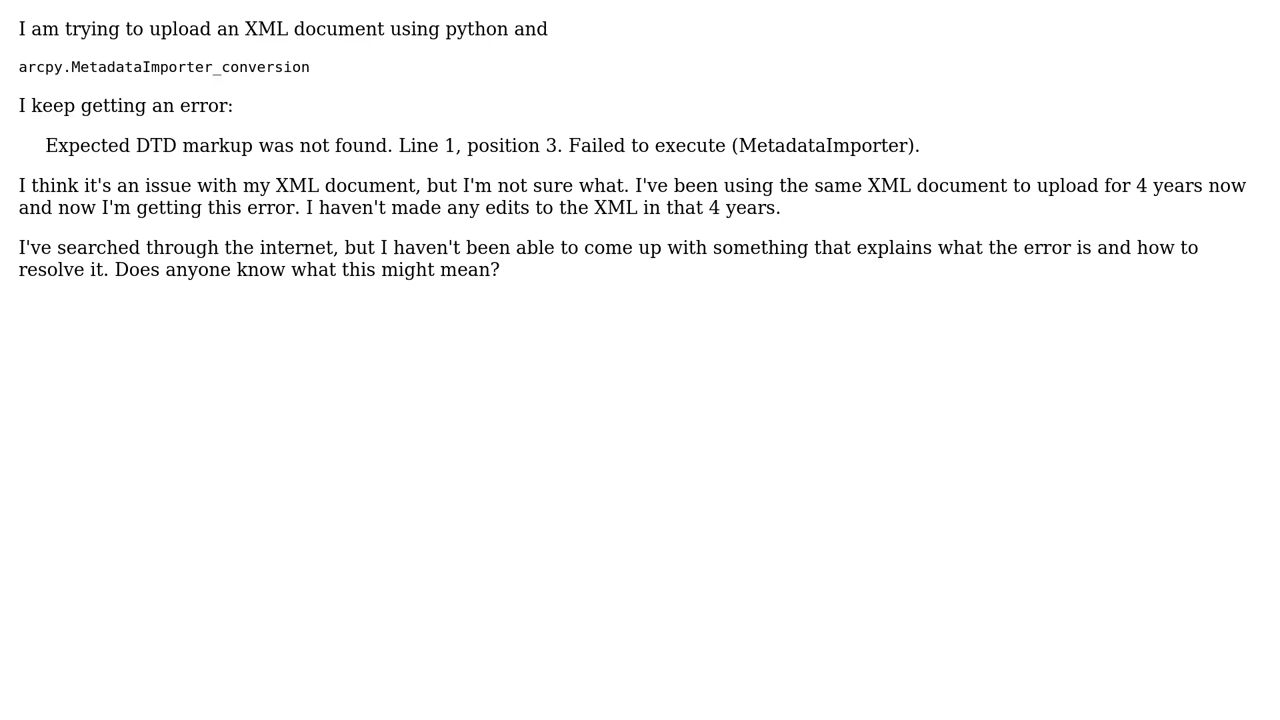 I am trying to upload an XML document using python and
arcpy.MetadataImporter_conversion
I keep getting an error:
Expected DTD markup was not found. Line 1, position 3. Failed to execute (MetadataImporter).
I think it's an issue with my XML document, but I'm not sure what. I've been using the same XML document to upload for 4 years now
and now I'm getting this error. I haven't made any edits to the XML in that 4 years.
I've searched through the internet, but I haven't been able to come up with something that explains what the error is and how to
resolve it. Does anyone know what this might mean?